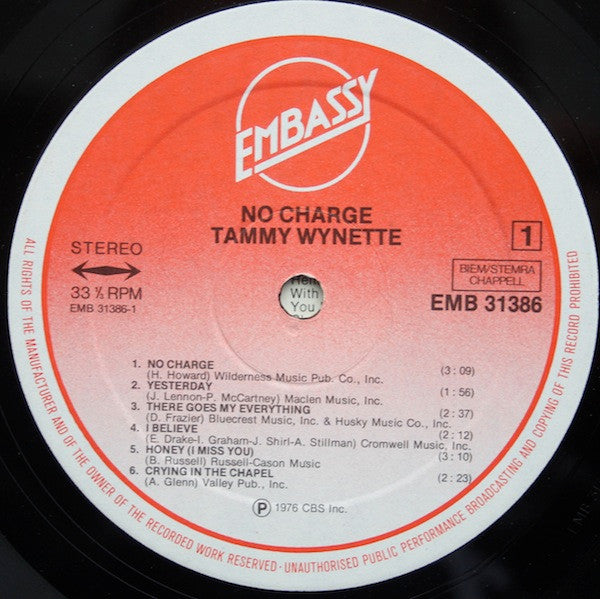 EMBASSY
NO CHARGE
TAMMY WYNETTE
STEREO
33 ⅓ RPM
EMB 31386-1
1
BIEM/STEMRA
CHAPPELL
EMB 31386
With
You
1. NO CHARGE
(H. Howard) Wilderness Music Pub. Co., Inc. (3:09)
2. YESTERDAY
(J. Lennon-P. McCartney) Maclen Music, Inc. (1:56)
3. THERE GOES MY EVERYTHING
(D. Frazier) Bluecrest Music, Inc. & Husky Music Co., Inc. (2:37)
4. I BELIEVE
(E. Drake-I. Graham-J. Shirl-A. Stillman) Cromwell Music, Inc. (2:12)
5. HONEY (I MISS YOU)
(B. Russell) Russell-Cason Music (3:10)
6. CRYING IN THE CHAPEL
(A. Glenn) Valley Pub., Inc. (2:23)
Ⓟ 1976 CBS Inc.
ALL RIGHTS OF THE MANUFACTURER AND OF THE OWNER OF THE RECORDED WORK RESERVED · UNAUTHORISED PUBLIC PERFORMANCE BROADCASTING AND COPYING OF THIS RECORD PROHIBITED